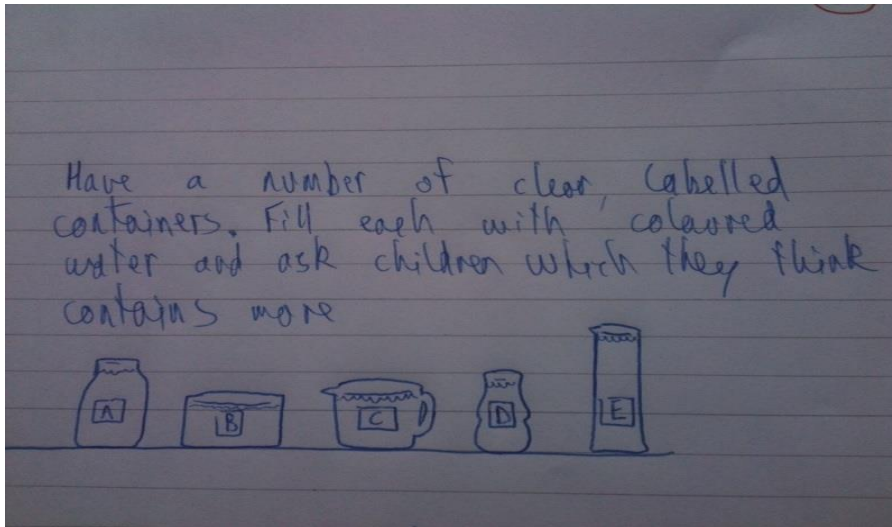 Have a number of clear, labelled
containers. Fill each with coloured
water and ask children which they think
contains more
A B C D E